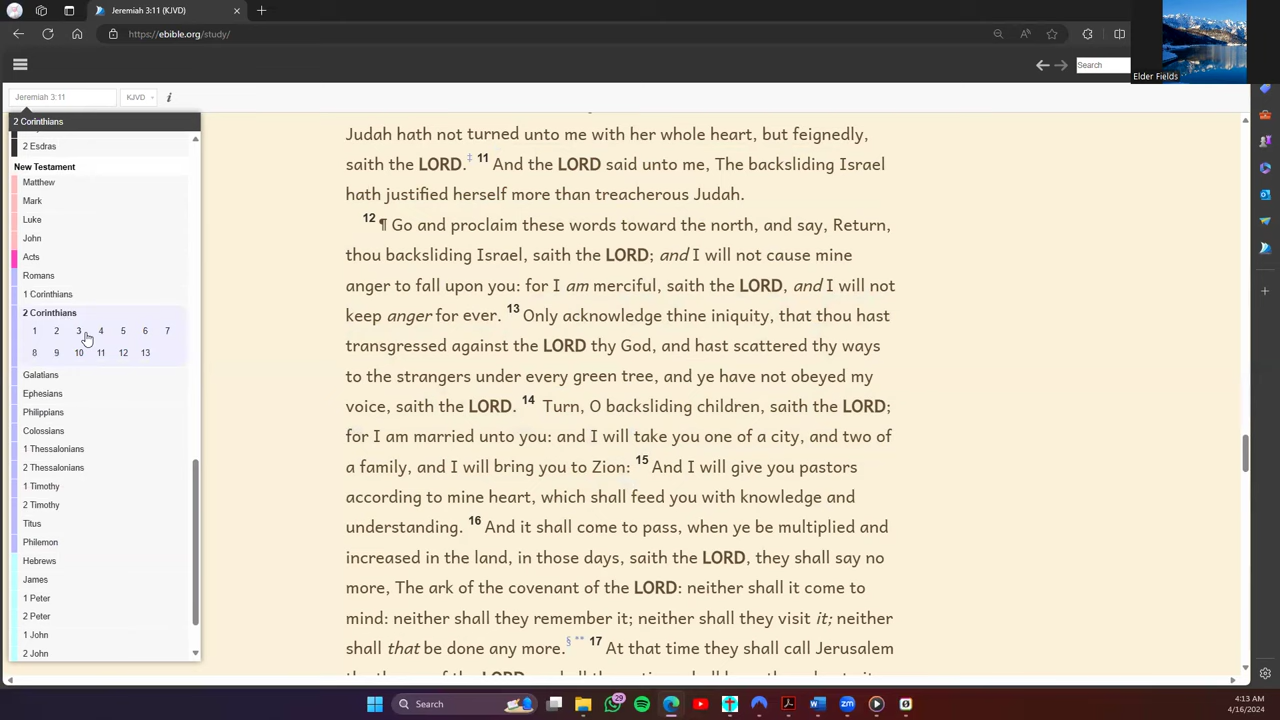 Jeremiah 3:11 (KJVD)
https://ebible.org/study/
Search
Elder Fields
Jeremiah 3:11
KJVD
i
2 Corinthians
2 Esdras
New Testament
Matthew
Mark
Luke
John
Acts
Romans
1 Corinthians
2 Corinthians
1 2 3 4 5 6 7
8 9 10 11 12 13
Galatians
Ephesians
Philippians
Colossians
1 Thessalonians
2 Thessalonians
1 Timothy
2 Timothy
Titus
Philemon
Hebrews
James
1 Peter
2 Peter
1 John
2 John
Judah hath not turned unto me with her whole heart, but feignedly,
saith the LORD.‡ 11 And the LORD said unto me, The backsliding Israel
hath justified herself more than treacherous Judah.
12 ¶ Go and proclaim these words toward the north, and say, Return,
thou backsliding Israel, saith the LORD; and I will not cause mine
anger to fall upon you: for I am merciful, saith the LORD, and I will not
keep anger for ever. 13 Only acknowledge thine iniquity, that thou hast
transgressed against the LORD thy God, and hast scattered thy ways
to the strangers under every green tree, and ye have not obeyed my
voice, saith the LORD. 14 Turn, O backsliding children, saith the LORD;
for I am married unto you: and I will take you one of a city, and two of
a family, and I will bring you to Zion: 15 And I will give you pastors
according to mine heart, which shall feed you with knowledge and
understanding. 16 And it shall come to pass, when ye be multiplied and
increased in the land, in those days, saith the LORD, they shall say no
more, The ark of the covenant of the LORD: neither shall it come to
mind: neither shall they remember it; neither shall they visit it; neither
shall that be done any more.§ ** 17 At that time they shall call Jerusalem
Search
29
4:13 AM
4/16/2024